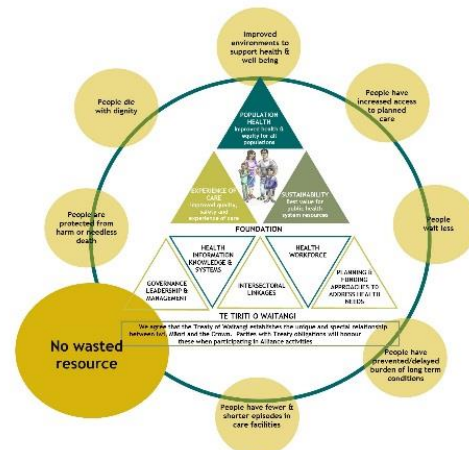 Improved
environments to
support health &
well being
People die
with dignity
People have
increased access
to planned
care
POPULATION
HEALTH
Improved health &
equity for all
populations
EXPERIENCE OF
CARE
Improved quality,
safety and
experience of care
SUSTAINABILITY
Best value for
public health
system resources
People are
protected from
harm or needless
death
People
wait less
FOUNDATION
HEALTH
INFORMATION
KNOWLEDGE &
SYSTEMS
HEALTH
WORKFORCE
GOVERNANCE
LEADERSHIP &
MANAGEMENT
INTERSECTORAL
LINKAGES
PLANNING &
FUNDING
APPROACHES TO
ADDRESS HEALTH
NEEDS
TE TIRITI O WAITANGI
We agree that the Treaty of Waitangi establishes the unique and special relationship
between Iwi, Māori and the Crown. Parties with Treaty obligations will honour
these when participating in Alliance activities
No wasted
resource
People have
prevented/delayed
burden of long term
conditions
People have fewer &
shorter episodes in
care facilities